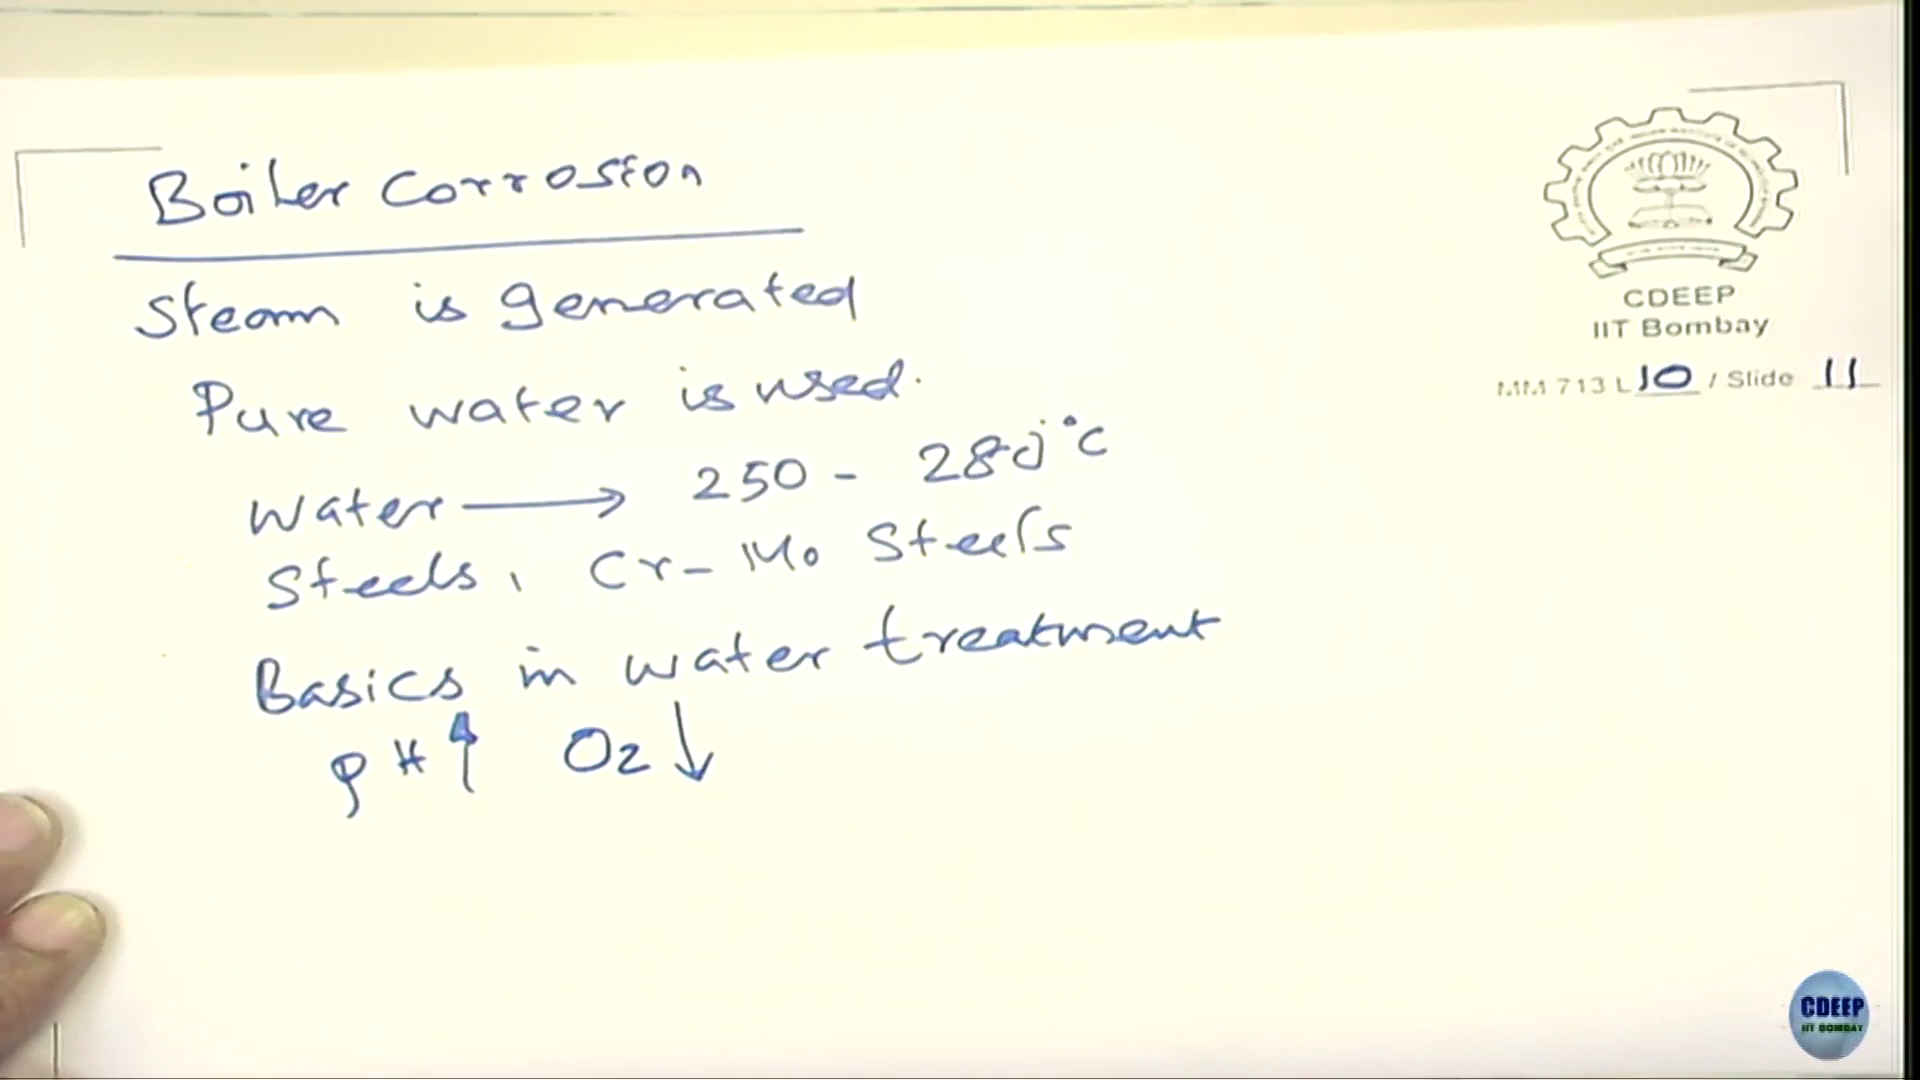 Boiler Corrosion
Steam is generated
Pure water is used.
Water → 250 - 280°C
Steels, Cr-Mo Steels
Basics in water treatment
pH↑ O2↓
CDEEP
IIT Bombay
MM 713 L 10 / Slide 11
CDEEP
IIT BOMBAY